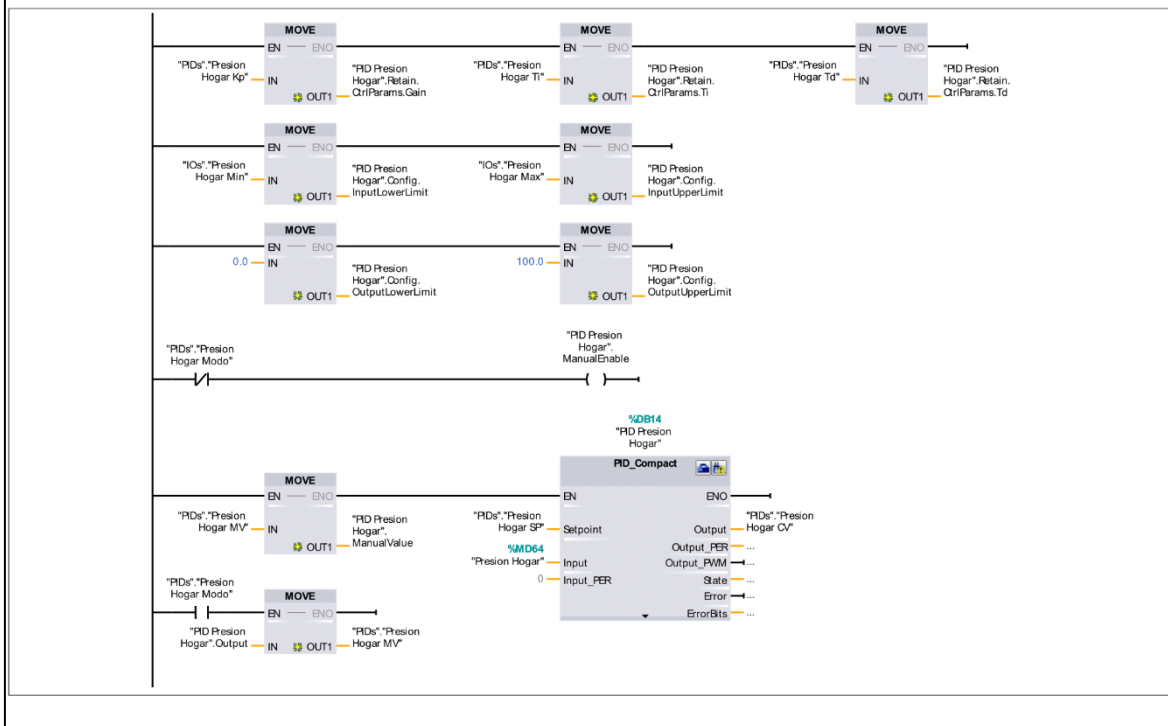 MOVE
EN ENO
"PIDs"."Presion
Hogar Kp"
IN
OUT1
"PID Presion
Hogar".Retain.
CtrlParams.Gain
MOVE
EN ENO
"PIDs"."Presion
Hogar Ti"
IN
OUT1
"PID Presion
Hogar".Retain.
CtrlParams.Ti
MOVE
EN ENO
"PIDs"."Presion
Hogar Td"
IN
OUT1
"PID Presion
Hogar".Retain.
CtrlParams.Td
MOVE
EN ENO
"IOs"."Presion
Hogar Min"
IN
OUT1
"PID Presion
Hogar".Config.
InputLowerLimit
MOVE
EN ENO
"IOs"."Presion
Hogar Max"
IN
OUT1
"PID Presion
Hogar".Config.
InputUpperLimit
MOVE
EN ENO
0.0
IN
OUT1
"PID Presion
Hogar".Config.
OutputLowerLimit
MOVE
EN ENO
100.0
IN
OUT1
"PID Presion
Hogar".Config.
OutputUpperLimit
"PIDs"."Presion
Hogar Modo"
"PID Presion
Hogar".
ManualEnable
MOVE
EN ENO
"PIDs"."Presion
Hogar MV"
IN
OUT1
"PID Presion
Hogar".
ManualValue
%DB14
"PID Presion
Hogar"
PID_Compact
EN ENO
"PIDs"."Presion
Hogar SP"
Setpoint
%MD64
"Presion Hogar"
Input
0
Input_PER
Output
"PIDs"."Presion
Hogar CV"
Output_PER ...
Output_PWM ...
State ...
Error ...
ErrorBits ...
"PIDs"."Presion
Hogar Modo"
MOVE
EN ENO
"PID Presion
Hogar".Output
IN
OUT1
"PIDs"."Presion
Hogar MV"